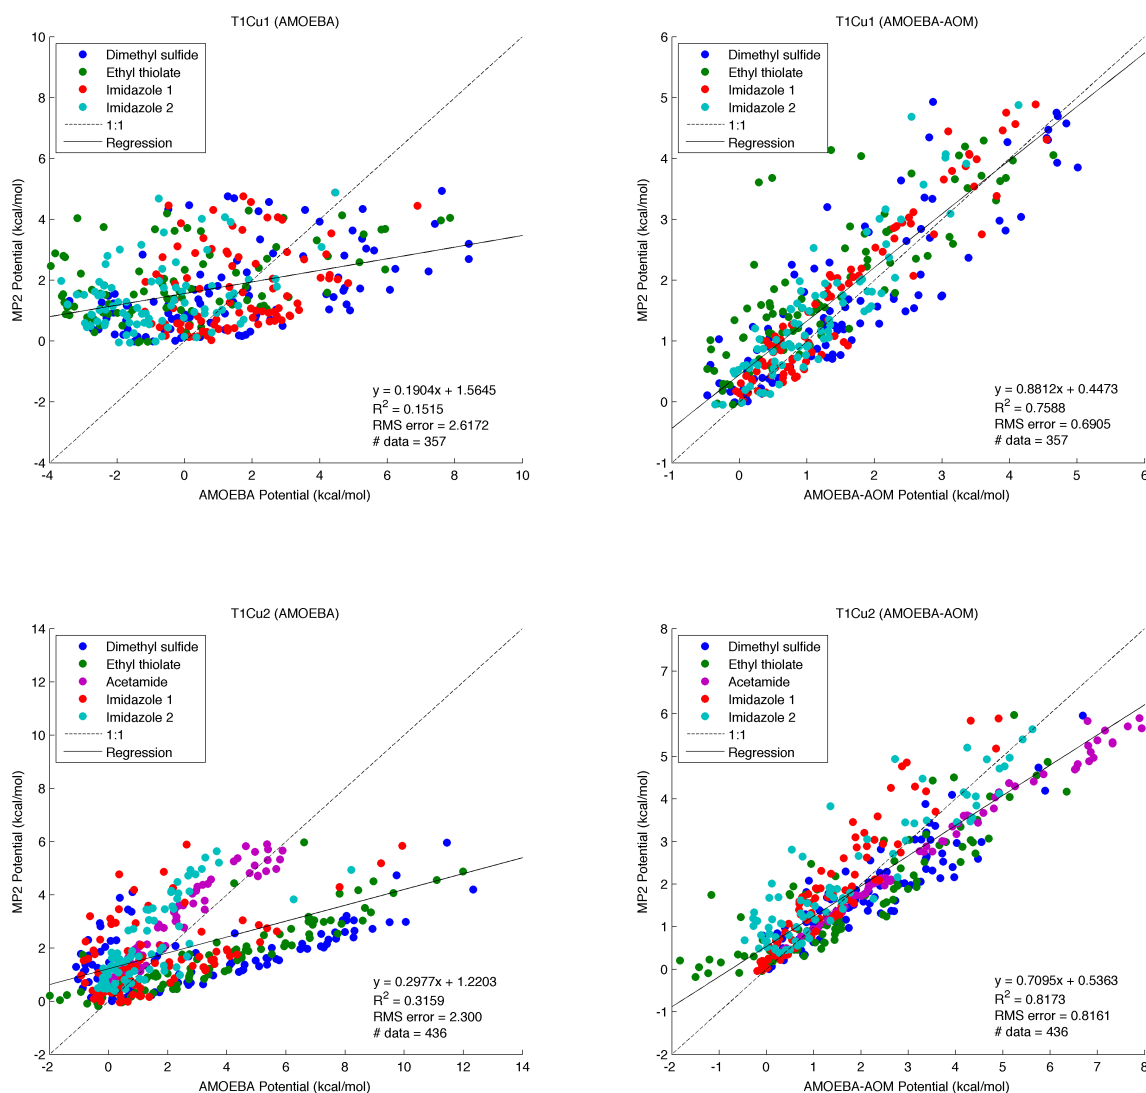 T1Cu1 (AMOEBA)
10
8
6
4
2
0
-2
-4
MP2 Potential (kcal/mol)
Dimethyl sulfide
Ethyl thiolate
Imidazole 1
Imidazole 2
1:1
Regression
y = 0.1904x + 1.5645
R² = 0.1515
RMS error = 2.6172
# data = 357
-4 -2 0 2 4 6 8 10
AMOEBA Potential (kcal/mol)
T1Cu1 (AMOEBA-AOM)
6
5
4
3
2
1
0
-1
MP2 Potential (kcal/mol)
Dimethyl sulfide
Ethyl thiolate
Imidazole 1
Imidazole 2
1:1
Regression
y = 0.8812x + 0.4473
R² = 0.7588
RMS error = 0.6905
# data = 357
-1 0 1 2 3 4 5 6
AMOEBA-AOM Potential (kcal/mol)
T1Cu2 (AMOEBA)
14
12
10
8
6
4
2
0
-2
MP2 Potential (kcal/mol)
Dimethyl sulfide
Ethyl thiolate
Acetamide
Imidazole 1
Imidazole 2
1:1
Regression
y = 0.2977x + 1.2203
R² = 0.3159
RMS error = 2.300
# data = 436
-2 0 2 4 6 8 10 12 14
AMOEBA Potential (kcal/mol)
T1Cu2 (AMOEBA-AOM)
8
7
6
5
4
3
2
1
0
-1
-2
MP2 Potential (kcal/mol)
Dimethyl sulfide
Ethyl thiolate
Acetamide
Imidazole 1
Imidazole 2
1:1
Regression
y = 0.7095x + 0.5363
R² = 0.8173
RMS error = 0.8161
# data = 436
-2 -1 0 1 2 3 4 5 6 7 8
AMOEBA-AOM Potential (kcal/mol)